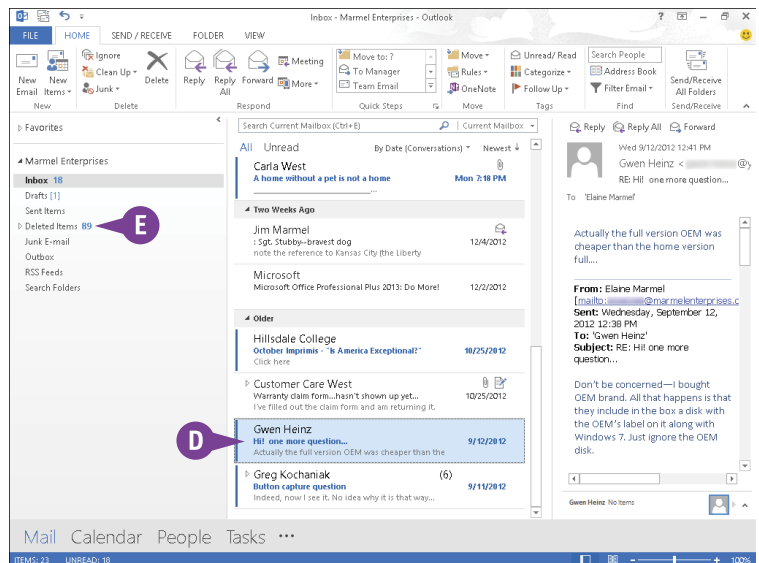 Inbox - Marmel Enterprises - Outlook
FILE HOME SEND / RECEIVE FOLDER VIEW
New Email
New Items
New
Ignore
Clean Up
Junk
Delete
Delete
Reply
Reply All
Forward
Meeting
More
Respond
Move to: ?
To Manager
Team Email
Quick Steps
Move
Rules
OneNote
Move
Unread/ Read
Categorize
Follow Up
Tags
Search People
Address Book
Filter Email
Find
Send/Receive All Folders
Send/Receive
Favorites
Marmel Enterprises
Inbox 18
Drafts [1]
Sent Items
Deleted Items 89
E
Junk E-mail
Outbox
RSS Feeds
Search Folders
Search Current Mailbox (Ctrl+E) Current Mailbox
All Unread By Date (Conversations) Newest
Carla West
A home without a pet is not a home Mon 7:18 PM
____________________...
Two Weeks Ago
Jim Marmel
: Sgt. Stubby--bravest dog 12/4/2012
note the reference to Kansas City (the Liberty
Microsoft
Microsoft Office Professional Plus 2013: Do More! 12/2/2012
Older
Hillsdale College
October Imprimis - "Is America Exceptional?" 10/25/2012
Click here
Customer Care West
Warranty claim form...hasn't shown up yet... 10/25/2012
I've filled out the claim form and am returning it.
D
Gwen Heinz
Hi! one more question... 9/12/2012
Actually the full version OEM was cheaper than the
Greg Kochaniak (6)
Button capture question 9/11/2012
Indeed, now I see it. No idea why it is that way...
Reply Reply All Forward
Wed 9/12/2012 12:41 PM
Gwen Heinz < @y
RE: Hi! one more question...
To 'Elaine Marmel'
Actually the full version OEM was
cheaper than the home version
full....
From: Elaine Marmel
[mailto: @marmelenterprises.c
Sent: Wednesday, September 12,
2012 12:38 PM
To: 'Gwen Heinz'
Subject: RE: Hi! one more
question...
Don't be concerned—I bought
OEM brand. All that happens is that
they include in the box a disk with
the OEM's label on it along with
Windows 7. Just ignore the OEM
disk.
Gwen Heinz No Items
Mail Calendar People Tasks ...
ITEMS: 23 UNREAD: 18 100%